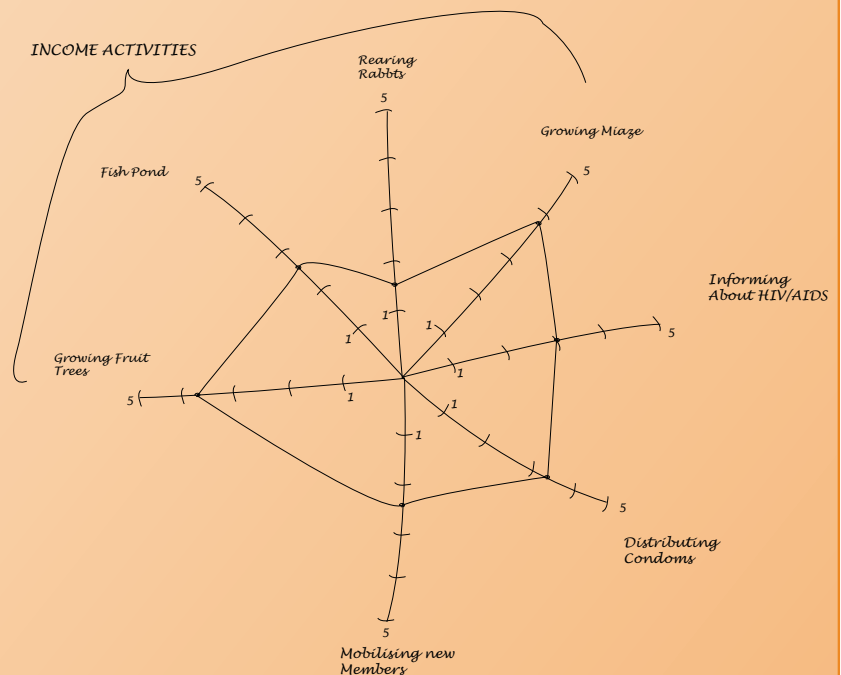 INCOME ACTIVITIES
Rearing
Rabbts
5
Growing Miaze
5
Fish Pond
5
Informing
About HIV/AIDS
5
1
1
1
Growing Fruit
Trees
5
1
1
1
1
5
Distributing
Condoms
5
Mobilising new
Members